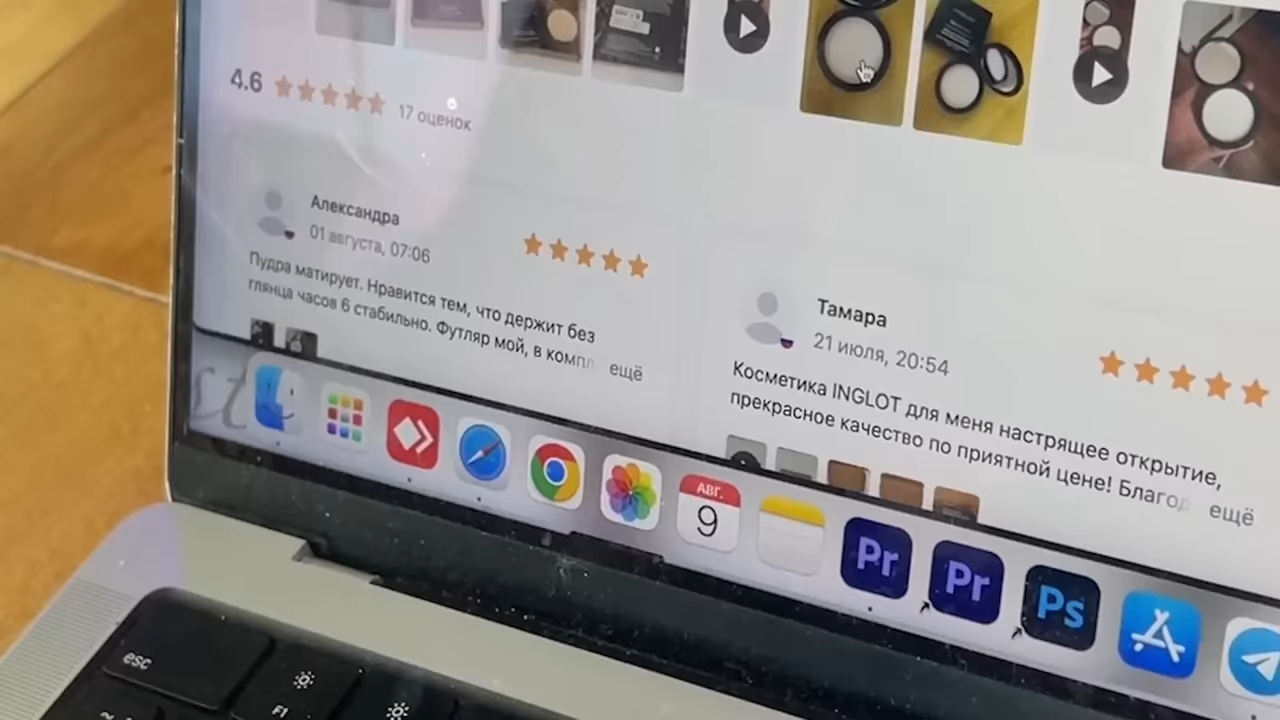 4.6
17 оценок
Александра
01 августа, 07:06
Пудра матирует. Нравится тем, что держит без
глянца часов 6 стабильно. Футляр мой, в компл ещё
Тамара
21 июля, 20:54
Косметика INGLOT для меня настрящее открытие,
прекрасное качество по приятной цене! Благод ещё
АВГ.
9
Pr
Pr
Ps
esc
F1